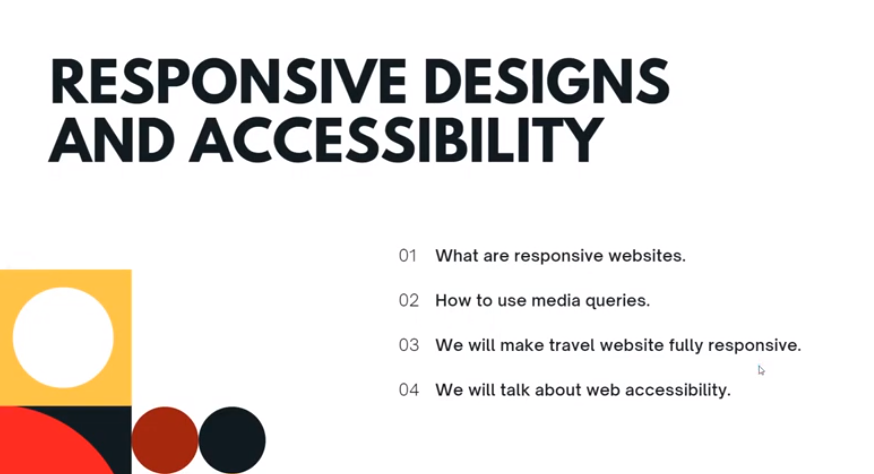 RESPONSIVE DESIGNS
AND ACCESSIBILITY
01 What are responsive websites.
02 How to use media queries.
03 We will make travel website fully responsive.
04 We will talk about web accessibility.